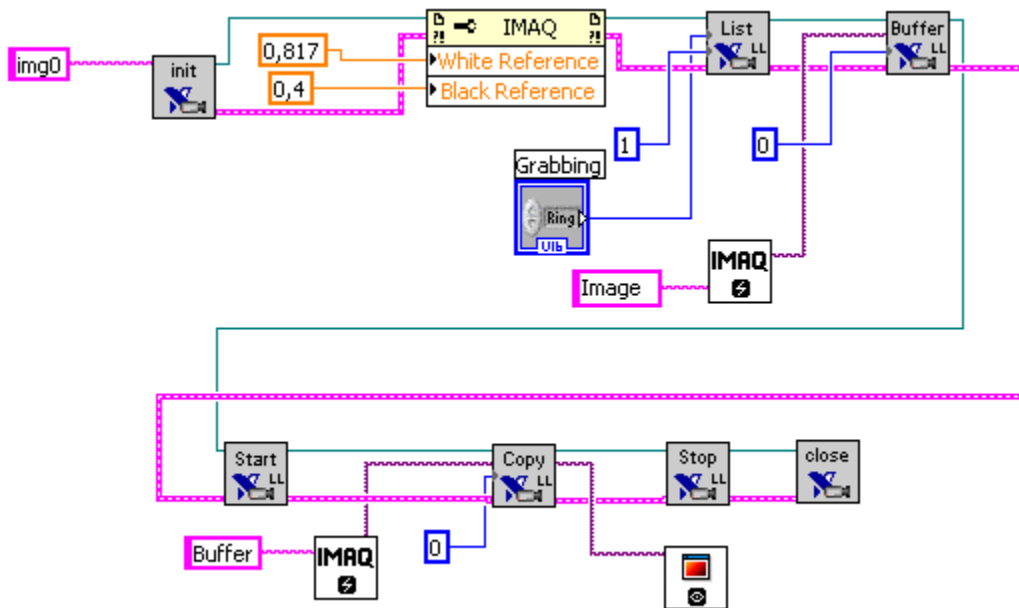 IMAQ
List
LL
Buffer
LL
img0
init
0,817
White Reference
0,4
Black Reference
1
0
Grabbing
Ring
U16
IMAQ
Image
Start
LL
Copy
LL
Stop
LL
close
Buffer
IMAQ
0